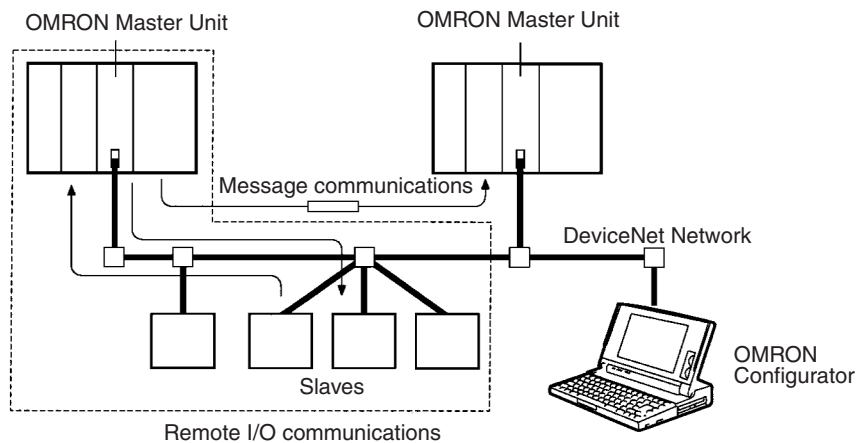 OMRON Master Unit
OMRON Master Unit
Message communications
DeviceNet Network
Slaves
OMRON
Configurator
Remote I/O communications